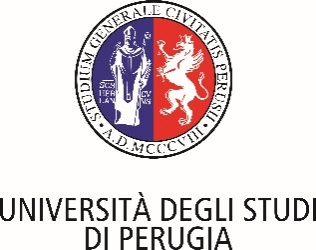 STUDIUM GENERALE CIVITATIS PERUSII
A.D. MCCCVIII
UNIVERSITÀ DEGLI STUDI
DI PERUGIA